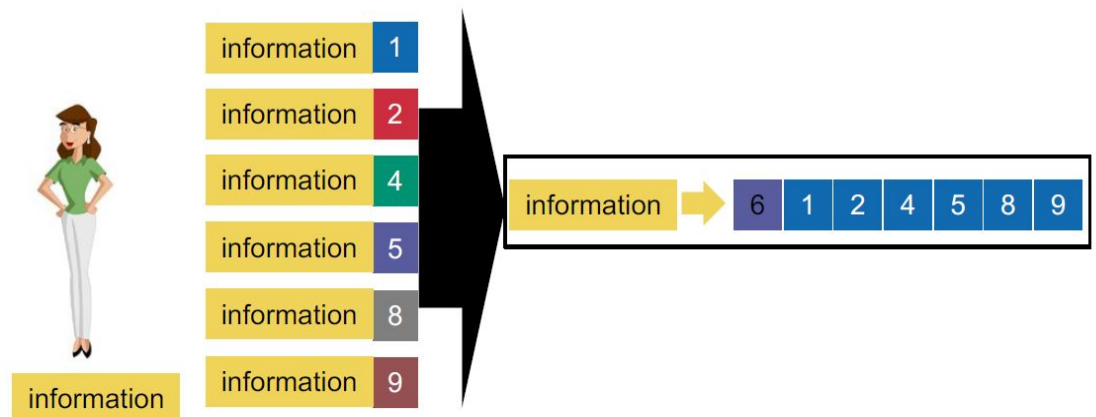 information 1
information 2
information 4
information 5
information 8
information 9
information
information 6 1 2 4 5 8 9